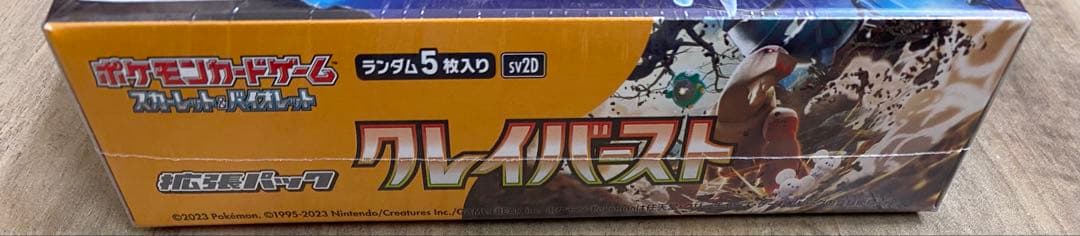 ポケモンカードゲーム
スカーレット&バイオレット
ランダム5枚入り
sv2D
クレイバースト
拡張パック
©2023 Pokémon. ©1995-2023 Nintendo/Creatures Inc./GAME FREAK inc.